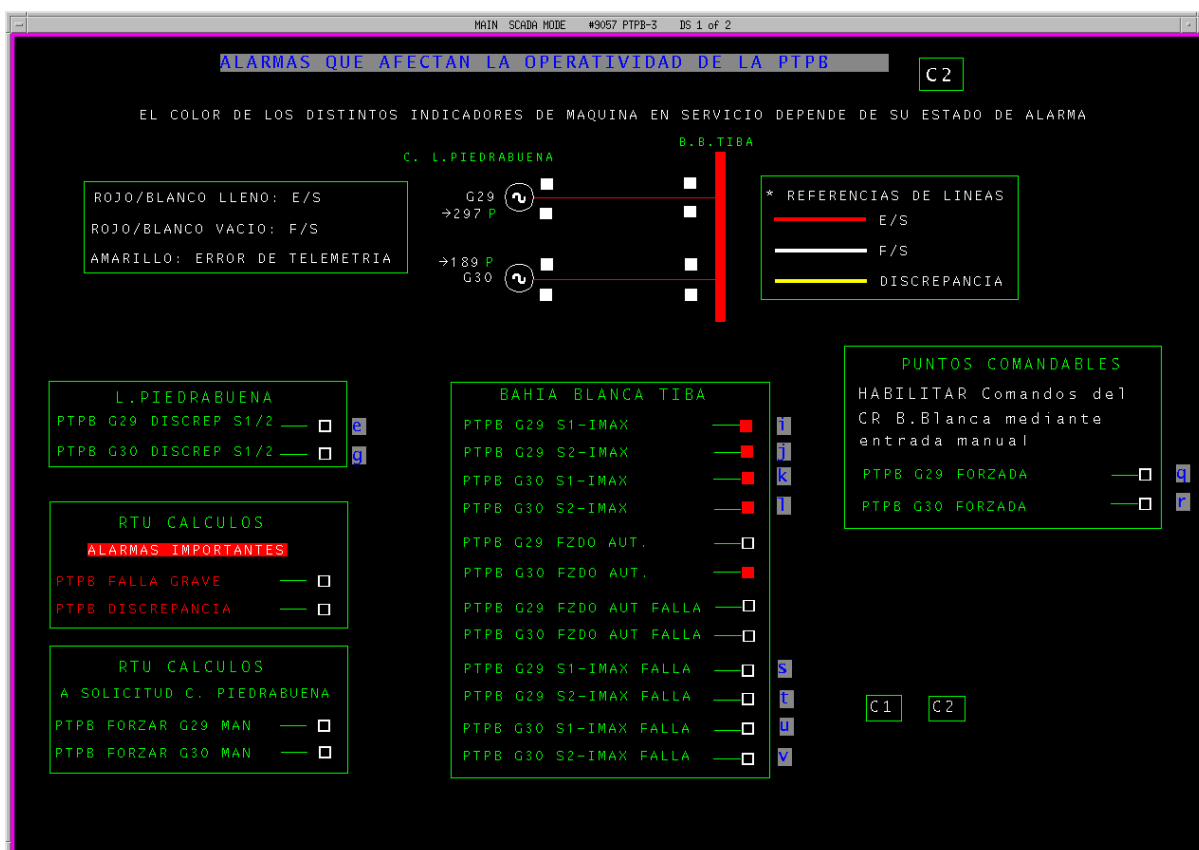 MAIN SCADA MODE #9057 PTPB-3 DS 1 of 2
ALARMAS QUE AFECTAN LA OPERATIVIDAD DE LA PTPB
C2
EL COLOR DE LOS DISTINTOS INDICADORES DE MAQUINA EN SERVICIO DEPENDE DE SU ESTADO DE ALARMA
B.B.TIBA
C. L.PIEDRABUENA
ROJO/BLANCO LLENO: E/S
ROJO/BLANCO VACIO: F/S
AMARILLO: ERROR DE TELEMETRIA
G29
→297 P
→189 P
G30
* REFERENCIAS DE LINEAS
E/S
F/S
DISCREPANCIA
L.PIEDRABUENA
PTPB G29 DISCREP S1/2 e
PTPB G30 DISCREP S1/2 g
RTU CALCULOS
ALARMAS IMPORTANTES
PTPB FALLA GRAVE
PTPB DISCREPANCIA
RTU CALCULOS
A SOLICITUD C. PIEDRABUENA
PTPB FORZAR G29 MAN
PTPB FORZAR G30 MAN
BAHIA BLANCA TIBA
PTPB G29 S1-IMAX i
PTPB G29 S2-IMAX j
PTPB G30 S1-IMAX k
PTPB G30 S2-IMAX l
PTPB G29 FZDO AUT.
PTPB G30 FZDO AUT.
PTPB G29 FZDO AUT FALLA
PTPB G30 FZDO AUT FALLA
PTPB G29 S1-IMAX FALLA s
PTPB G29 S2-IMAX FALLA t
PTPB G30 S1-IMAX FALLA u
PTPB G30 S2-IMAX FALLA v
PUNTOS COMANDABLES
HABILITAR Comandos del
CR B.Blanca mediante
entrada manual
PTPB G29 FORZADA q
PTPB G30 FORZADA r
C1 C2